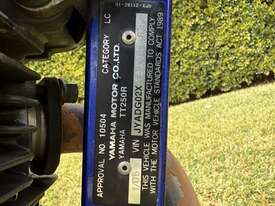 APPROVAL NO 10504 CATEGORY LC
YAMAHA MOTOR CO.,LTD.
YAMAHA TT250R
VIN JYADG09X
THIS VEHICLE WAS MANUFACTURED TO COMPLY
WITH THE MOTOR VEHICLE STANDARDS ACT 1989